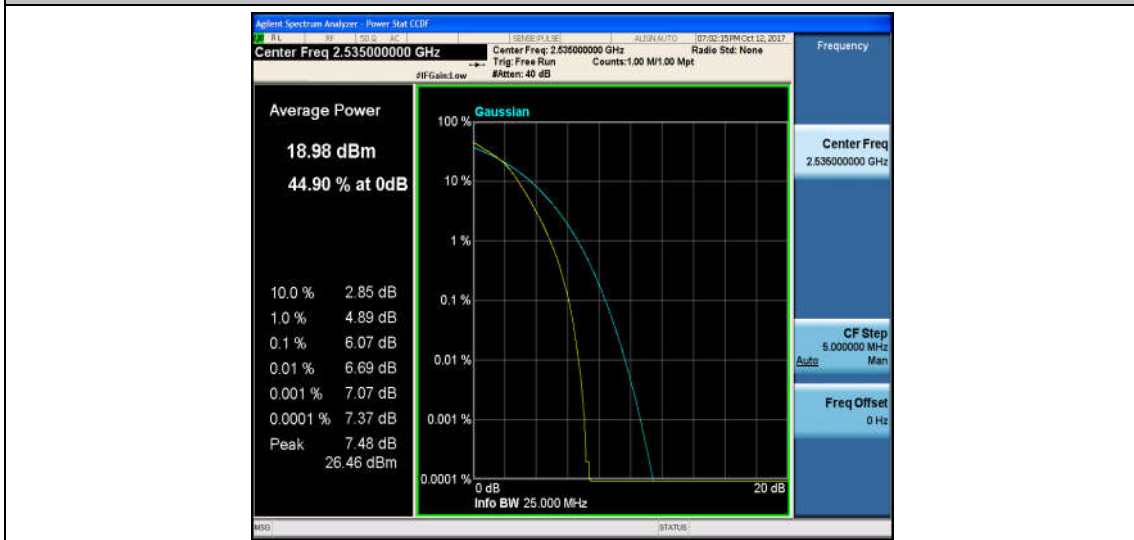 Agilent Spectrum Analyzer - Power Stat CCDF
RL RF 50 Ω AC SENSE:PULSE ALIGN AUTO 07:02:15 PM Oct 12, 2017
Center Freq 2.535000000 GHz
Center Freq: 2.535000000 GHz Radio Std: None
Trig: Free Run Counts:1.00 M/1.00 Mpt
#IFGain:Low #Atten: 40 dB
Frequency
Average Power
18.98 dBm
44.90 % at 0dB
10.0 % 2.85 dB
1.0 % 4.89 dB
0.1 % 6.07 dB
0.01 % 6.69 dB
0.001 % 7.07 dB
0.0001 % 7.37 dB
Peak 7.48 dB
26.46 dBm
Gaussian
100 %
10 %
1 %
0.1 %
0.01 %
0.001 %
0.0001 %
0 dB 20 dB
Info BW 25.000 MHz
Center Freq
2.535000000 GHz
CF Step
5.000000 MHz
Auto Man
Freq Offset
0 Hz
MSG STATUS